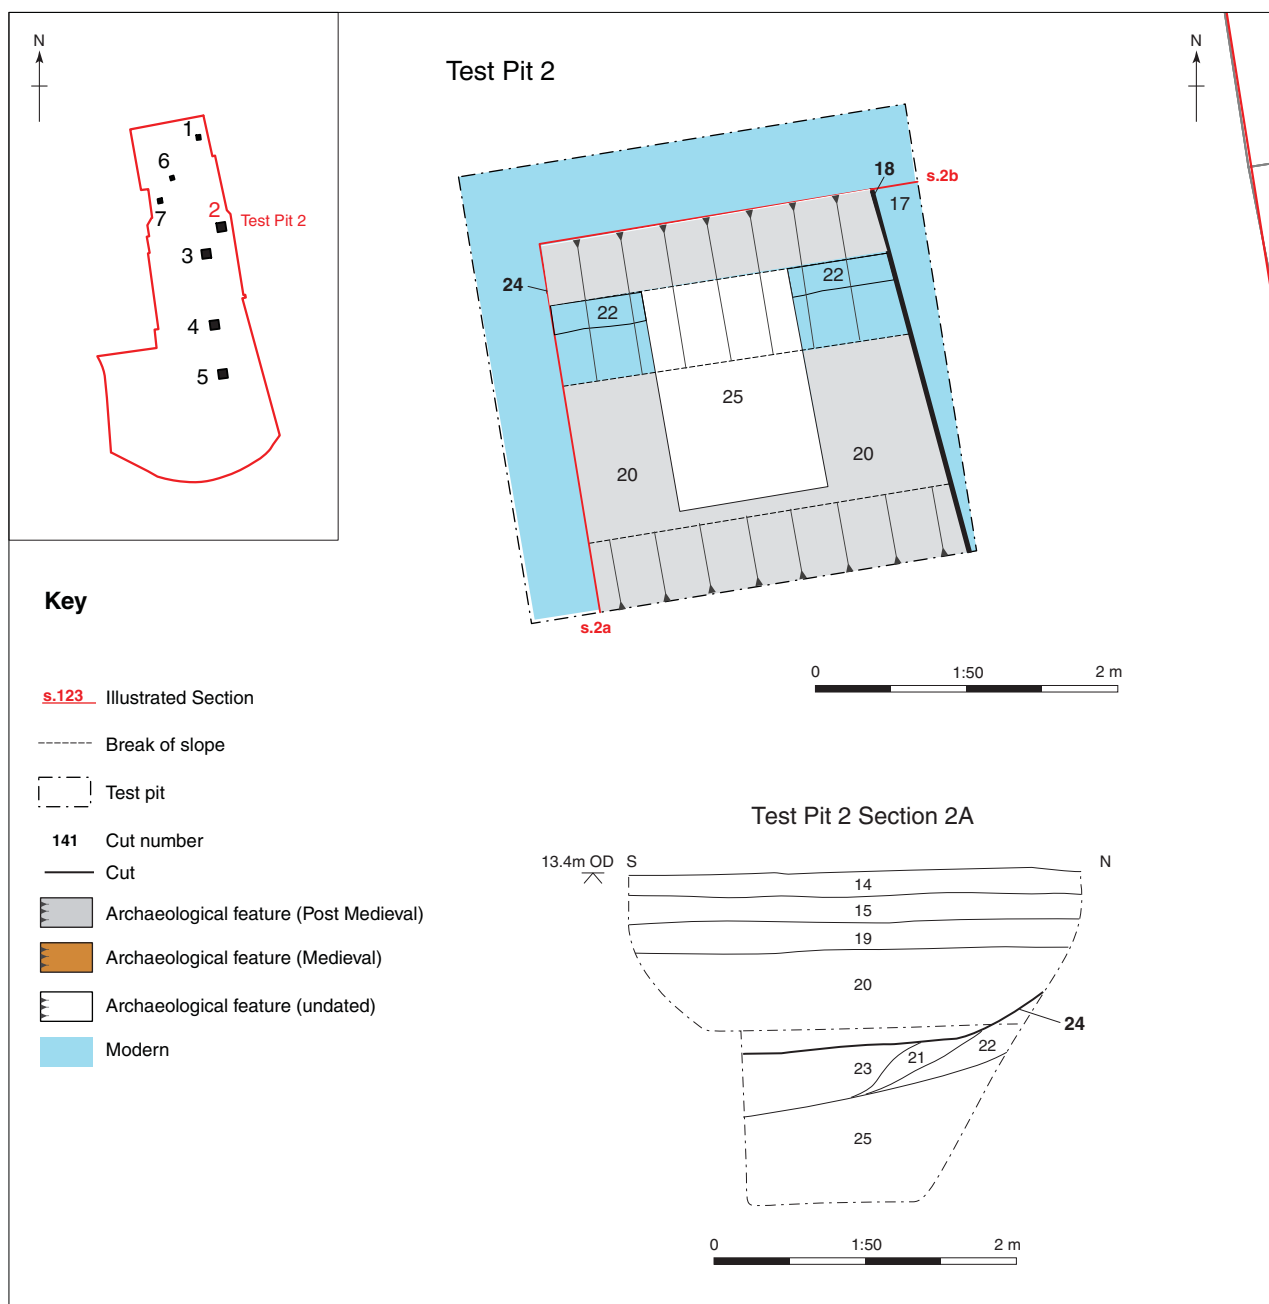 N
1
6
7
2
Test Pit 2
3
4
5
Test Pit 2
N
18
s.2b
17
24
22
22
25
20
20
s.2a
0 1:50 2 m
Key
s.123 Illustrated Section
Break of slope
Test pit
141 Cut number
Cut
Archaeological feature (Post Medieval)
Archaeological feature (Medieval)
Archaeological feature (undated)
Modern
Test Pit 2 Section 2A
13.4m OD S N
14
15
19
20
24
22
21
23
25
0 1:50 2 m